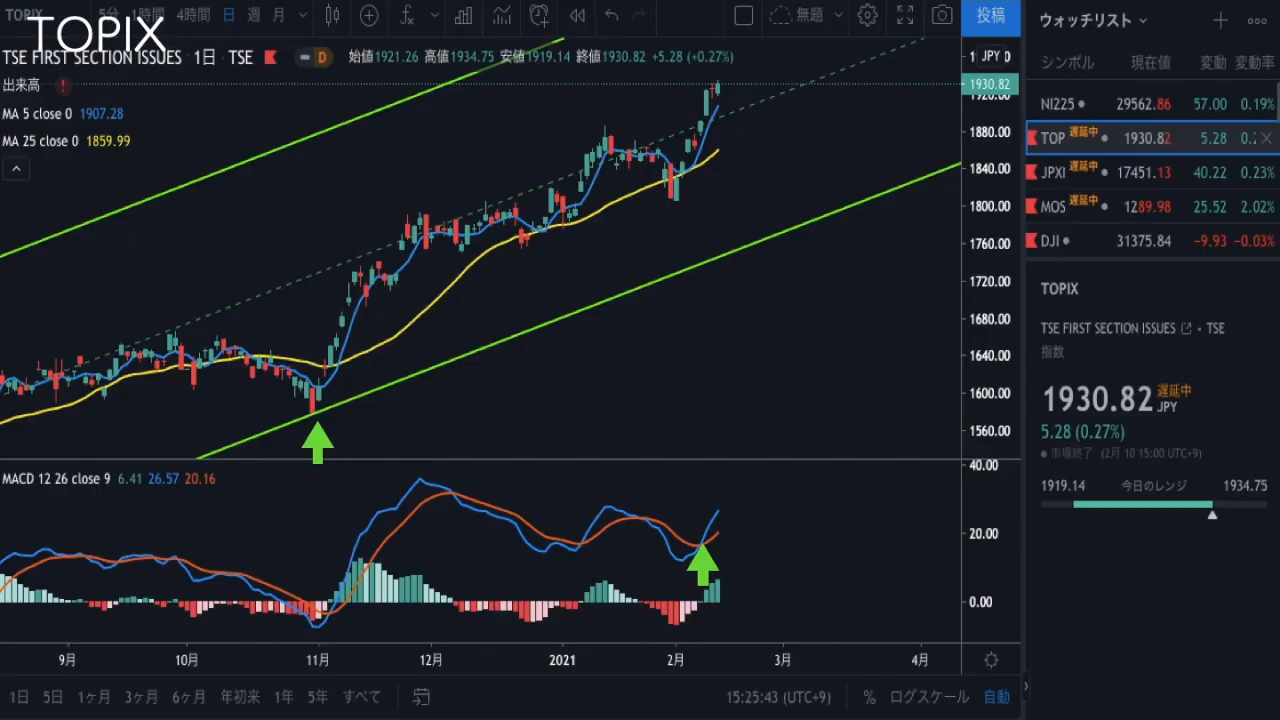 TOPIX 5分 1時間 4時間 日 週 月 無題 投稿 ウォッチリスト
TOPIX
TSE FIRST SECTION ISSUES 1日 TSE D 始値1921.26 高値1934.75 安値1919.14 終値1930.82 +5.28 (+0.27%)
出来高 !
MA 5 close 0 1907.28
MA 25 close 0 1859.99
JPY
1930.82
1920.00
1880.00
1840.00
1800.00
1760.00
1720.00
1680.00
1640.00
1600.00
1560.00
MACD 12 26 close 9 6.41 26.57 20.16
40.00
20.00
0.00
9月 10月 11月 12月 2021 2月 3月 4月
1日 5日 1ヶ月 3ヶ月 6ヶ月 年初来 1年 5年 すべて 15:25:43 (UTC+9) % ログスケール 自動
シンボル 現在値 変動 変動率
NI225 29562.86 57.00 0.19%
TOP 遅延中 1930.82 5.28
JPXI 遅延中 17451.13 40.22 0.23%
MOS 遅延中 1289.98 25.52 2.02%
DJI 31375.84 −9.93 −0.03%
TOPIX
TSE FIRST SECTION ISSUES • TSE
指数
1930.82 遅延中 JPY
5.28 (0.27%)
市場終了 (2月 10 15:00 UTC+9)
1919.14 今日のレンジ 1934.75